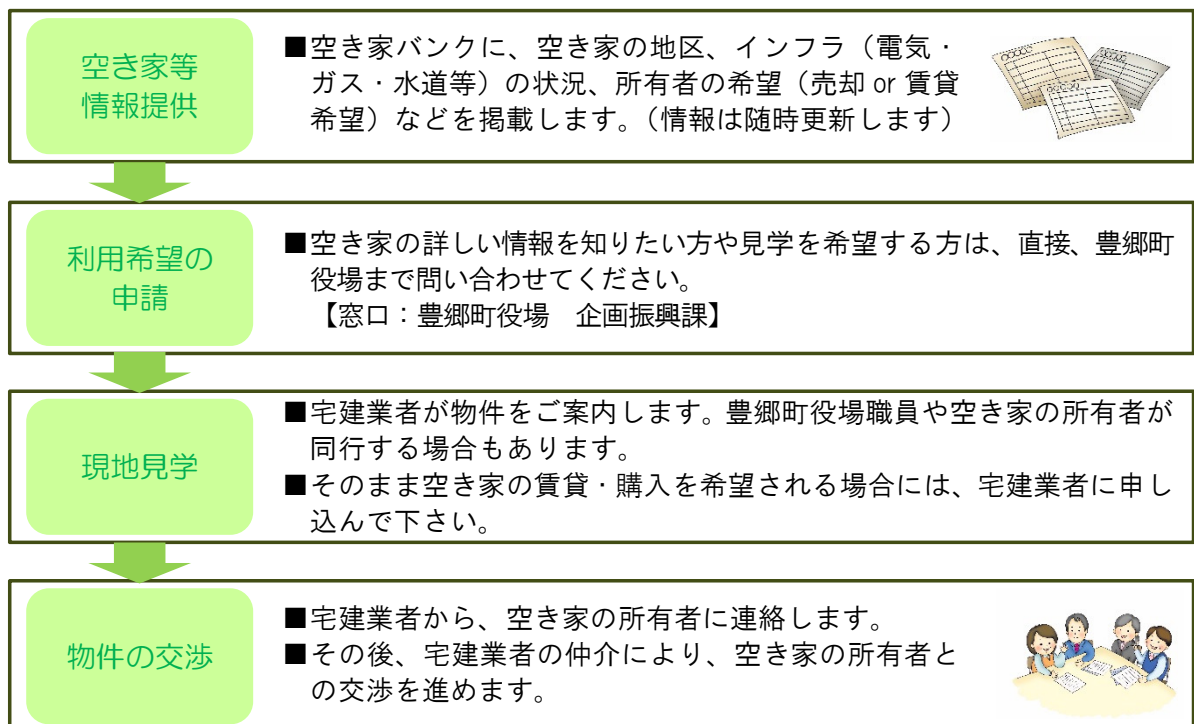 空き家等
情報提供
■空き家バンクに、空き家の地区、インフラ（電気・
ガス・水道等）の状況、所有者の希望（売却 or 賃貸
希望）などを掲載します。（情報は随時更新します）
利用希望の
申請
■空き家の詳しい情報を知りたい方や見学を希望する方は、直接、豊郷町
役場まで問い合わせてください。
【窓口：豊郷町役場　企画振興課】
現地見学
■宅建業者が物件をご案内します。豊郷町役場職員や空き家の所有者が
同行する場合もあります。
■そのまま空き家の賃貸・購入を希望される場合には、宅建業者に申し
込んで下さい。
物件の交渉
■宅建業者から、空き家の所有者に連絡します。
■その後、宅建業者の仲介により、空き家の所有者と
の交渉を進めます。